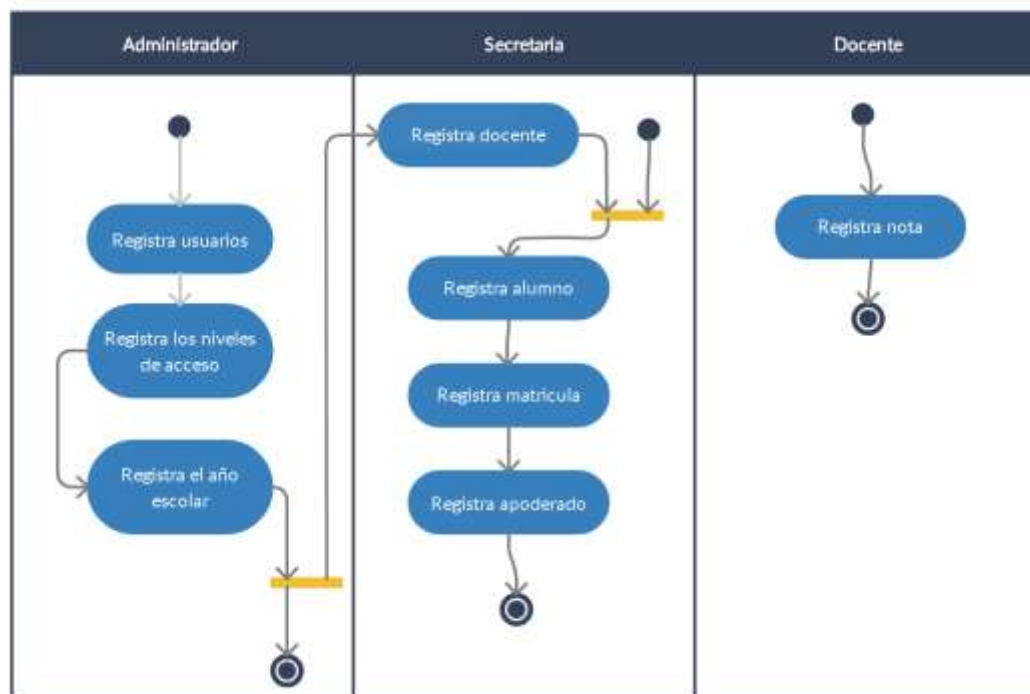 Administrador
Secretaria
Docente
Registra usuarios
Registra los niveles
de acceso
Registra el año
escolar
Registra docente
Registra alumno
Registra matricula
Registra apoderado
Registra nota